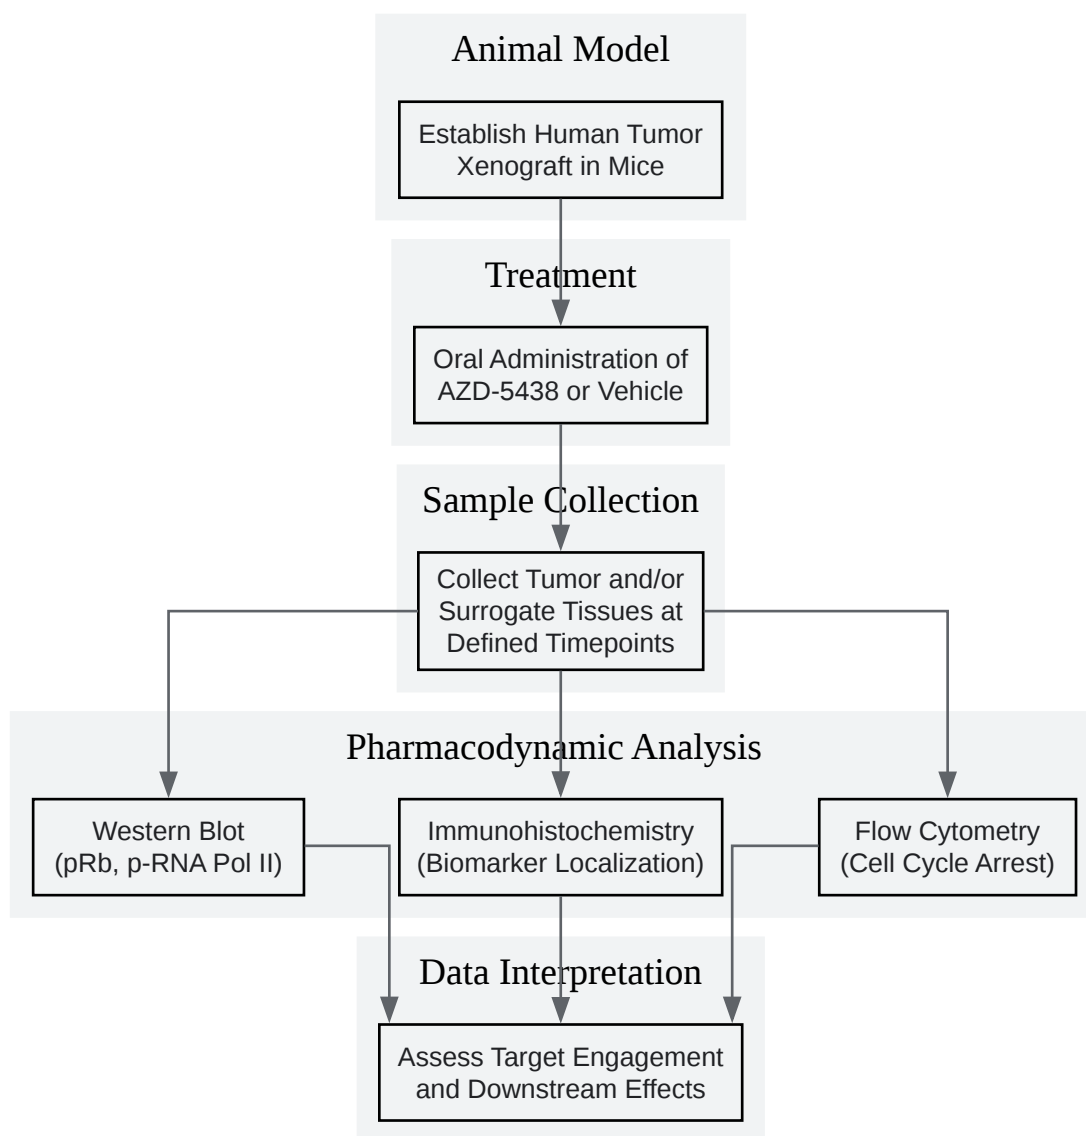 Animal Model
Establish Human Tumor
Xenograft in Mice
Treatment
Oral Administration of
AZD-5438 or Vehicle
Sample Collection
Collect Tumor and/or
Surrogate Tissues at
Defined Timepoints
Pharmacodynamic Analysis
Western Blot
(pRb, p-RNA Pol II)
Immunohistochemistry
(Biomarker Localization)
Flow Cytometry
(Cell Cycle Arrest)
Data Interpretation
Assess Target Engagement
and Downstream Effects